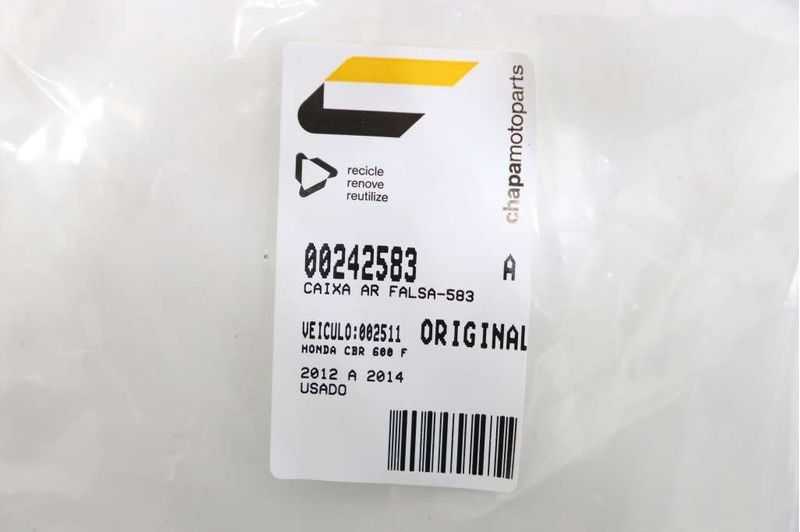 chapamotoparts
recicle
renove
reutilize
00242583 A
CAIXA AR FALSA-583
VEICULO:002511 ORIGINAL
HONDA CBR 600 F
2012 A 2014
USADO